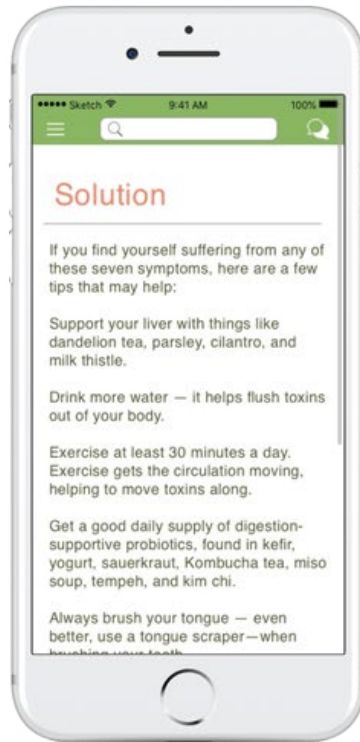 Sketch 9:41 AM 100%
Solution
If you find yourself suffering from any of
these seven symptoms, here are a few
tips that may help:
Support your liver with things like
dandelion tea, parsley, cilantro, and
milk thistle.
Drink more water — it helps flush toxins
out of your body.
Exercise at least 30 minutes a day.
Exercise gets the circulation moving,
helping to move toxins along.
Get a good daily supply of digestion-
supportive probiotics, found in kefir,
yogurt, sauerkraut, Kombucha tea, miso
soup, tempeh, and kim chi.
Always brush your tongue — even
better, use a tongue scraper—when
brushing your teeth